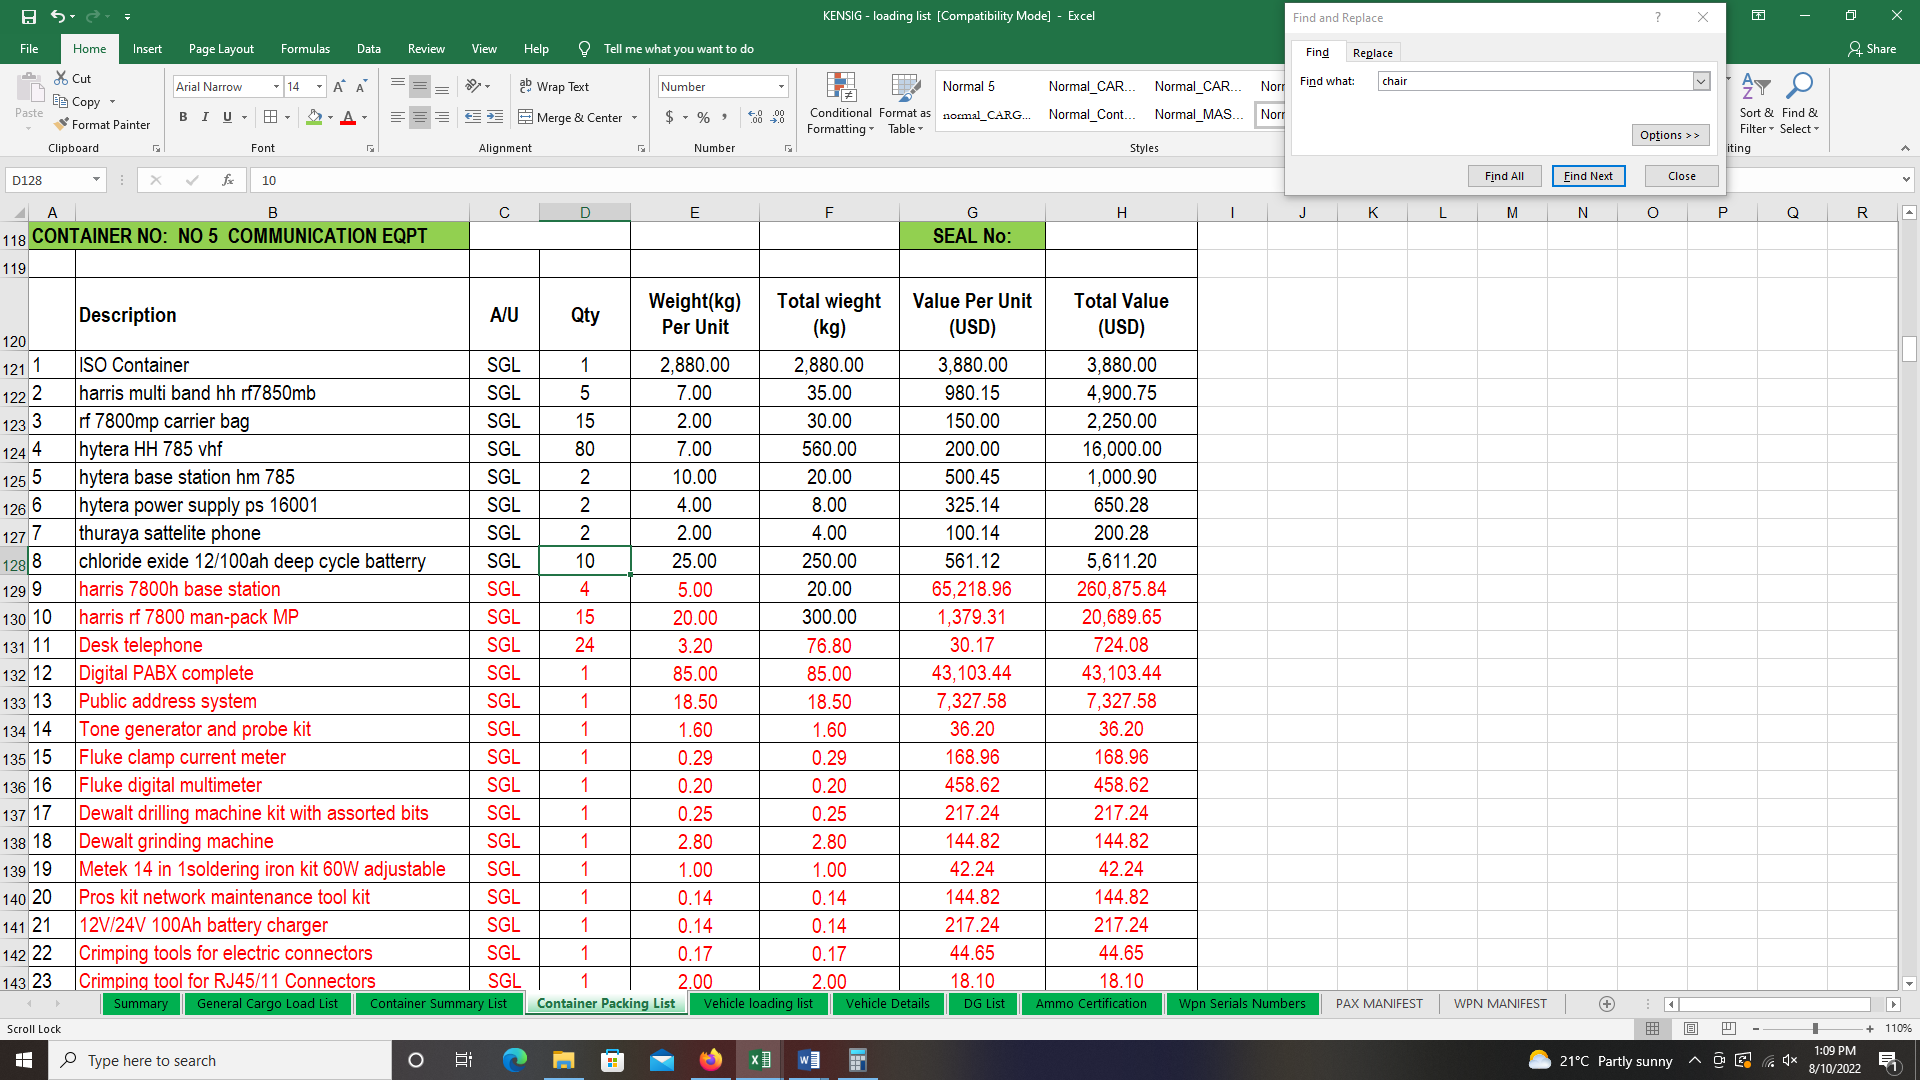 KENSIG - loading list [Compatibility Mode] - Excel
File Home Insert Page Layout Formulas Data Review View Help Tell me what you want to do Share
Cut
Copy
Format Painter
Paste
Clipboard
Arial Narrow 14
B I U
Font
Wrap Text
Merge & Center
Alignment
Number
$ % ,
Number
Conditional Formatting
Format as Table
Normal 5 Normal_CAR... Normal_CAR...
normal_CARG... Normal_Cont... Normal_MAS...
Styles
Sort & Filter
Find & Select
Find and Replace
Find Replace
Find what: chair
Options >>
Find All Find Next Close
D128 fx 10
A B C D E F G H I J K L M N O P Q R
118 CONTAINER NO: NO 5 COMMUNICATION EQPT SEAL No:
119
120 Description A/U Qty Weight(kg) Per Unit Total wieght (kg) Value Per Unit (USD) Total Value (USD)
121 1 ISO Container SGL 1 2,880.00 2,880.00 3,880.00 3,880.00
122 2 harris multi band hh rf7850mb SGL 5 7.00 35.00 980.15 4,900.75
123 3 rf 7800mp carrier bag SGL 15 2.00 30.00 150.00 2,250.00
124 4 hytera HH 785 vhf SGL 80 7.00 560.00 200.00 16,000.00
125 5 hytera base station hm 785 SGL 2 10.00 20.00 500.45 1,000.90
126 6 hytera power supply ps 16001 SGL 2 4.00 8.00 325.14 650.28
127 7 thuraya sattelite phone SGL 2 2.00 4.00 100.14 200.28
128 8 chloride exide 12/100ah deep cycle batterry SGL 10 25.00 250.00 561.12 5,611.20
129 9 harris 7800h base station SGL 4 5.00 20.00 65,218.96 260,875.84
130 10 harris rf 7800 man-pack MP SGL 15 20.00 300.00 1,379.31 20,689.65
131 11 Desk telephone SGL 24 3.20 76.80 30.17 724.08
132 12 Digital PABX complete SGL 1 85.00 85.00 43,103.44 43,103.44
133 13 Public address system SGL 1 18.50 18.50 7,327.58 7,327.58
134 14 Tone generator and probe kit SGL 1 1.60 1.60 36.20 36.20
135 15 Fluke clamp current meter SGL 1 0.29 0.29 168.96 168.96
136 16 Fluke digital multimeter SGL 1 0.20 0.20 458.62 458.62
137 17 Dewalt drilling machine kit with assorted bits SGL 1 0.25 0.25 217.24 217.24
138 18 Dewalt grinding machine SGL 1 2.80 2.80 144.82 144.82
139 19 Metek 14 in 1soldering iron kit 60W adjustable SGL 1 1.00 1.00 42.24 42.24
140 20 Pros kit network maintenance tool kit SGL 1 0.14 0.14 144.82 144.82
141 21 12V/24V 100Ah battery charger SGL 1 0.14 0.14 217.24 217.24
142 22 Crimping tools for electric connectors SGL 1 0.17 0.17 44.65 44.65
143 23 Crimping tool for RJ45/11 Connectors SGL 1 2.00 2.00 18.10 18.10
Summary General Cargo Load List Container Summary List Container Packing List Vehicle loading list Vehicle Details DG List Ammo Certification Wpn Serials Numbers PAX MANIFEST WPN MANIFEST
Scroll Lock 110%
Type here to search
21°C Partly sunny
1:09 PM
8/10/2022